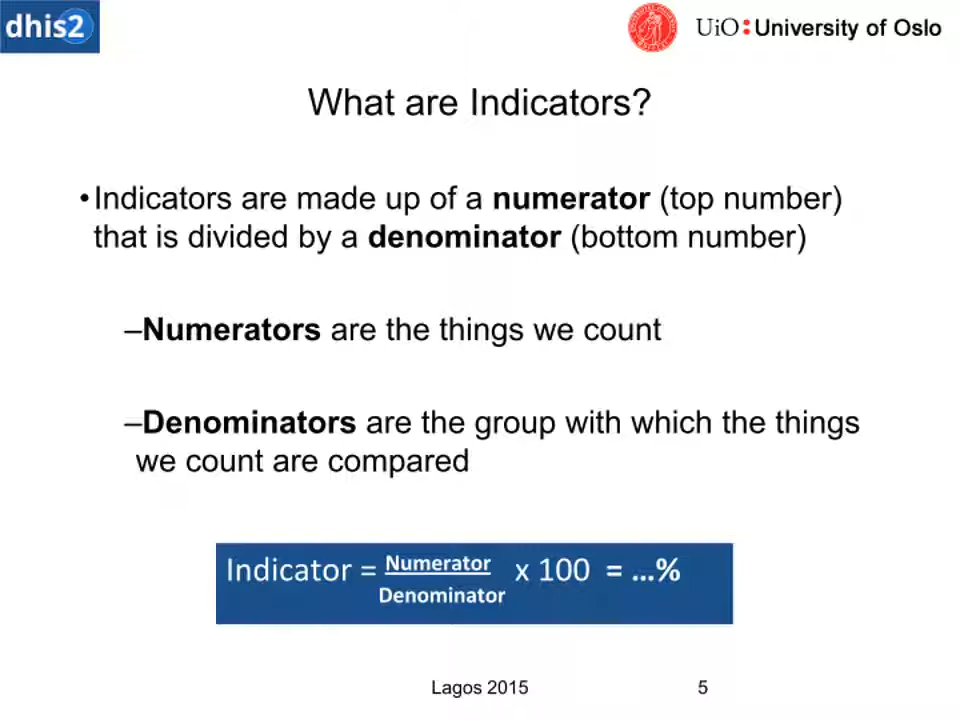 dhis2
UiO:University of Oslo
What are Indicators?
•Indicators are made up of a numerator (top number)
that is divided by a denominator (bottom number)
–Numerators are the things we count
–Denominators are the group with which the things
we count are compared
Indicator = Numerator x 100 = ...%
Denominator
Lagos 2015 5